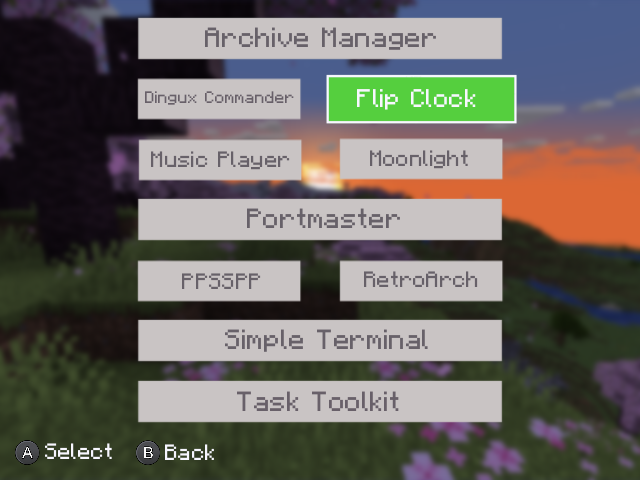 Archive Manager
Dingux Commander
Flip Clock
Music Player
Moonlight
Portmaster
PPSSPP
RetroArch
Simple Terminal
Task Toolkit
A Select B Back